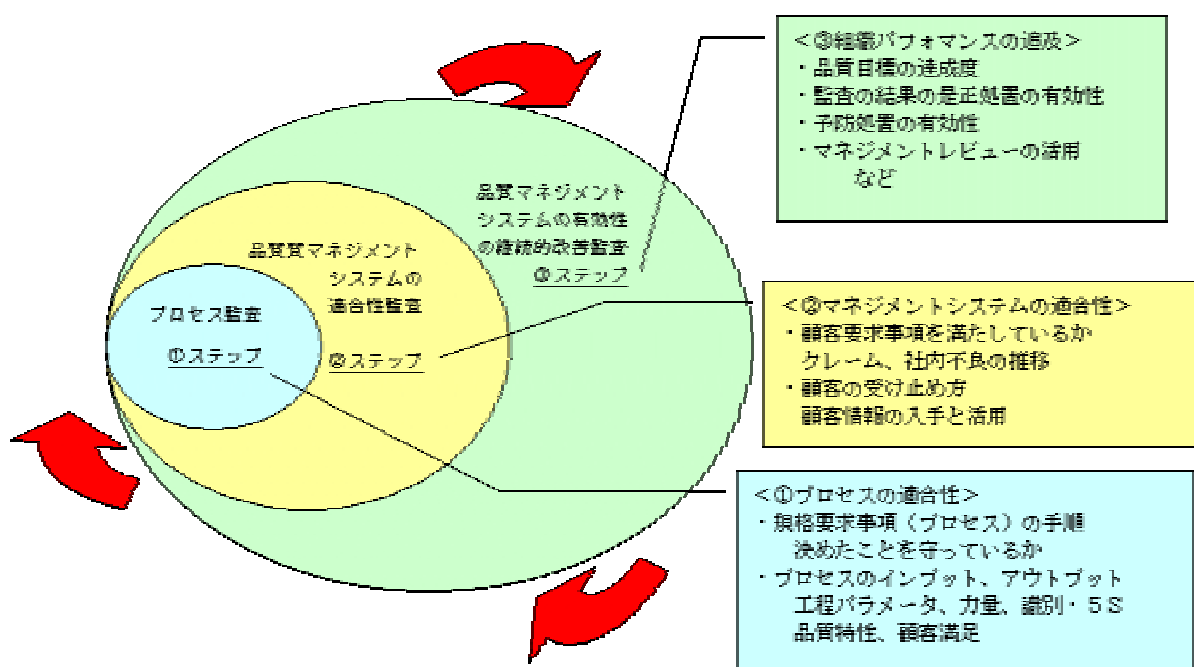 プロセス監査
①ステップ
品質質マネジメント
システムの
適合性監査
②ステップ
品質マネジメント
システムの有効性
の継続的改善監査
③ステップ
<③組織パフォマンスの追及>
・品質目標の達成度
・監査の結果の是正処置の有効性
・予防処置の有効性
・マネジメントレビューの活用
など
<②マネジメントシステムの適合性>
・顧客要求事項を満たしているか
クレーム、社内不良の推移
・顧客の受け止め方
顧客情報の入手と活用
<①プロセスの適合性>
・規格要求事項（プロセス）の手順
決めたことを守っているか
・プロセスのインプット、アウトプット
工程パラメータ、力量、識別・５Ｓ
品質特性、顧客満足